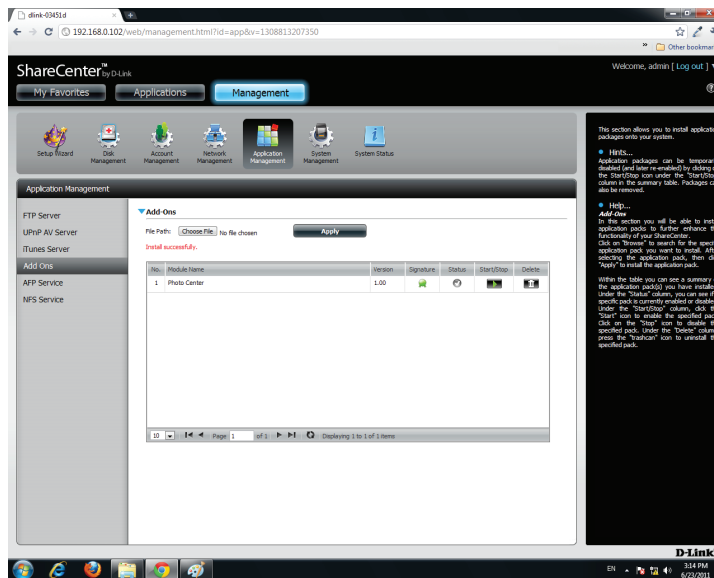 dlink-03451d
192.168.0.102/web/management.html?id=app&v=1308813207350
Other bookmar
ShareCenter™ by D-Link
Welcome, admin [ Log out ]
My Favorites
Applications
Management
Setup Wizard
Disk Management
Account Management
Network Management
Application Management
System Management
System Status
Application Management
FTP Server
UPnP AV Server
iTunes Server
Add Ons
AFP Service
NFS Service
Add-Ons
File Path: Choose File No file chosen Apply
Install successfully.
No. Module Name Version Signature Status Start/Stop Delete
1 Photo Center 1.00
10 Page 1 of 1 Displaying 1 to 1 of 1 items
This section allows you to install applicatio
packages onto your system.
Hints...
Application packages can be temporar
disabled (and later re-enabled) by clicking o
the Start/Stop icon under the "Start/Sto
column in the summary table. Packages ca
also be removed.
Help...
Add-Ons
In this section you will be able to inst
application packs to further enhance th
functionality of your ShareCenter.
Click on "Browse" to search for the speci
application pack you want to install. Aft
selecting the application pack, then cli
"Apply" to install the application pack.
Within the table you can see a summary
the application pack(s) you have installe
Under the "Status" column, you can see if
specific pack is currently enabled or disable
Under the "Start/Stop" column, click th
"Start" icon to enable the specified pac
Click on the "Stop" icon to disable th
specified pack. Under the "Delete" colum
press the "trashcan" icon to uninstall th
specified pack.
D-Link
EN
3:14 PM
6/23/2011